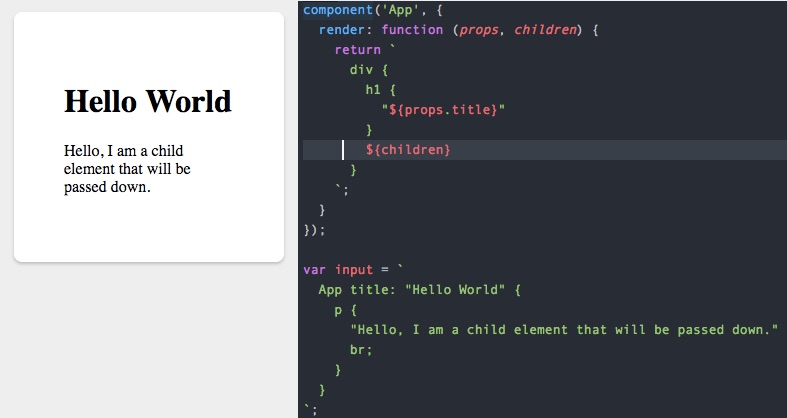 Hello World
Hello, I am a child
element that will be
passed down.
component('App', {
  render: function (props, children) {
    return `
      div {
        h1 {
          "${props.title}"
        }
        ${children}
      }
    `;
  }
});

var input = `
  App title: "Hello World" {
    p {
      "Hello, I am a child element that will be passed down."
      br;
    }
  }
`;